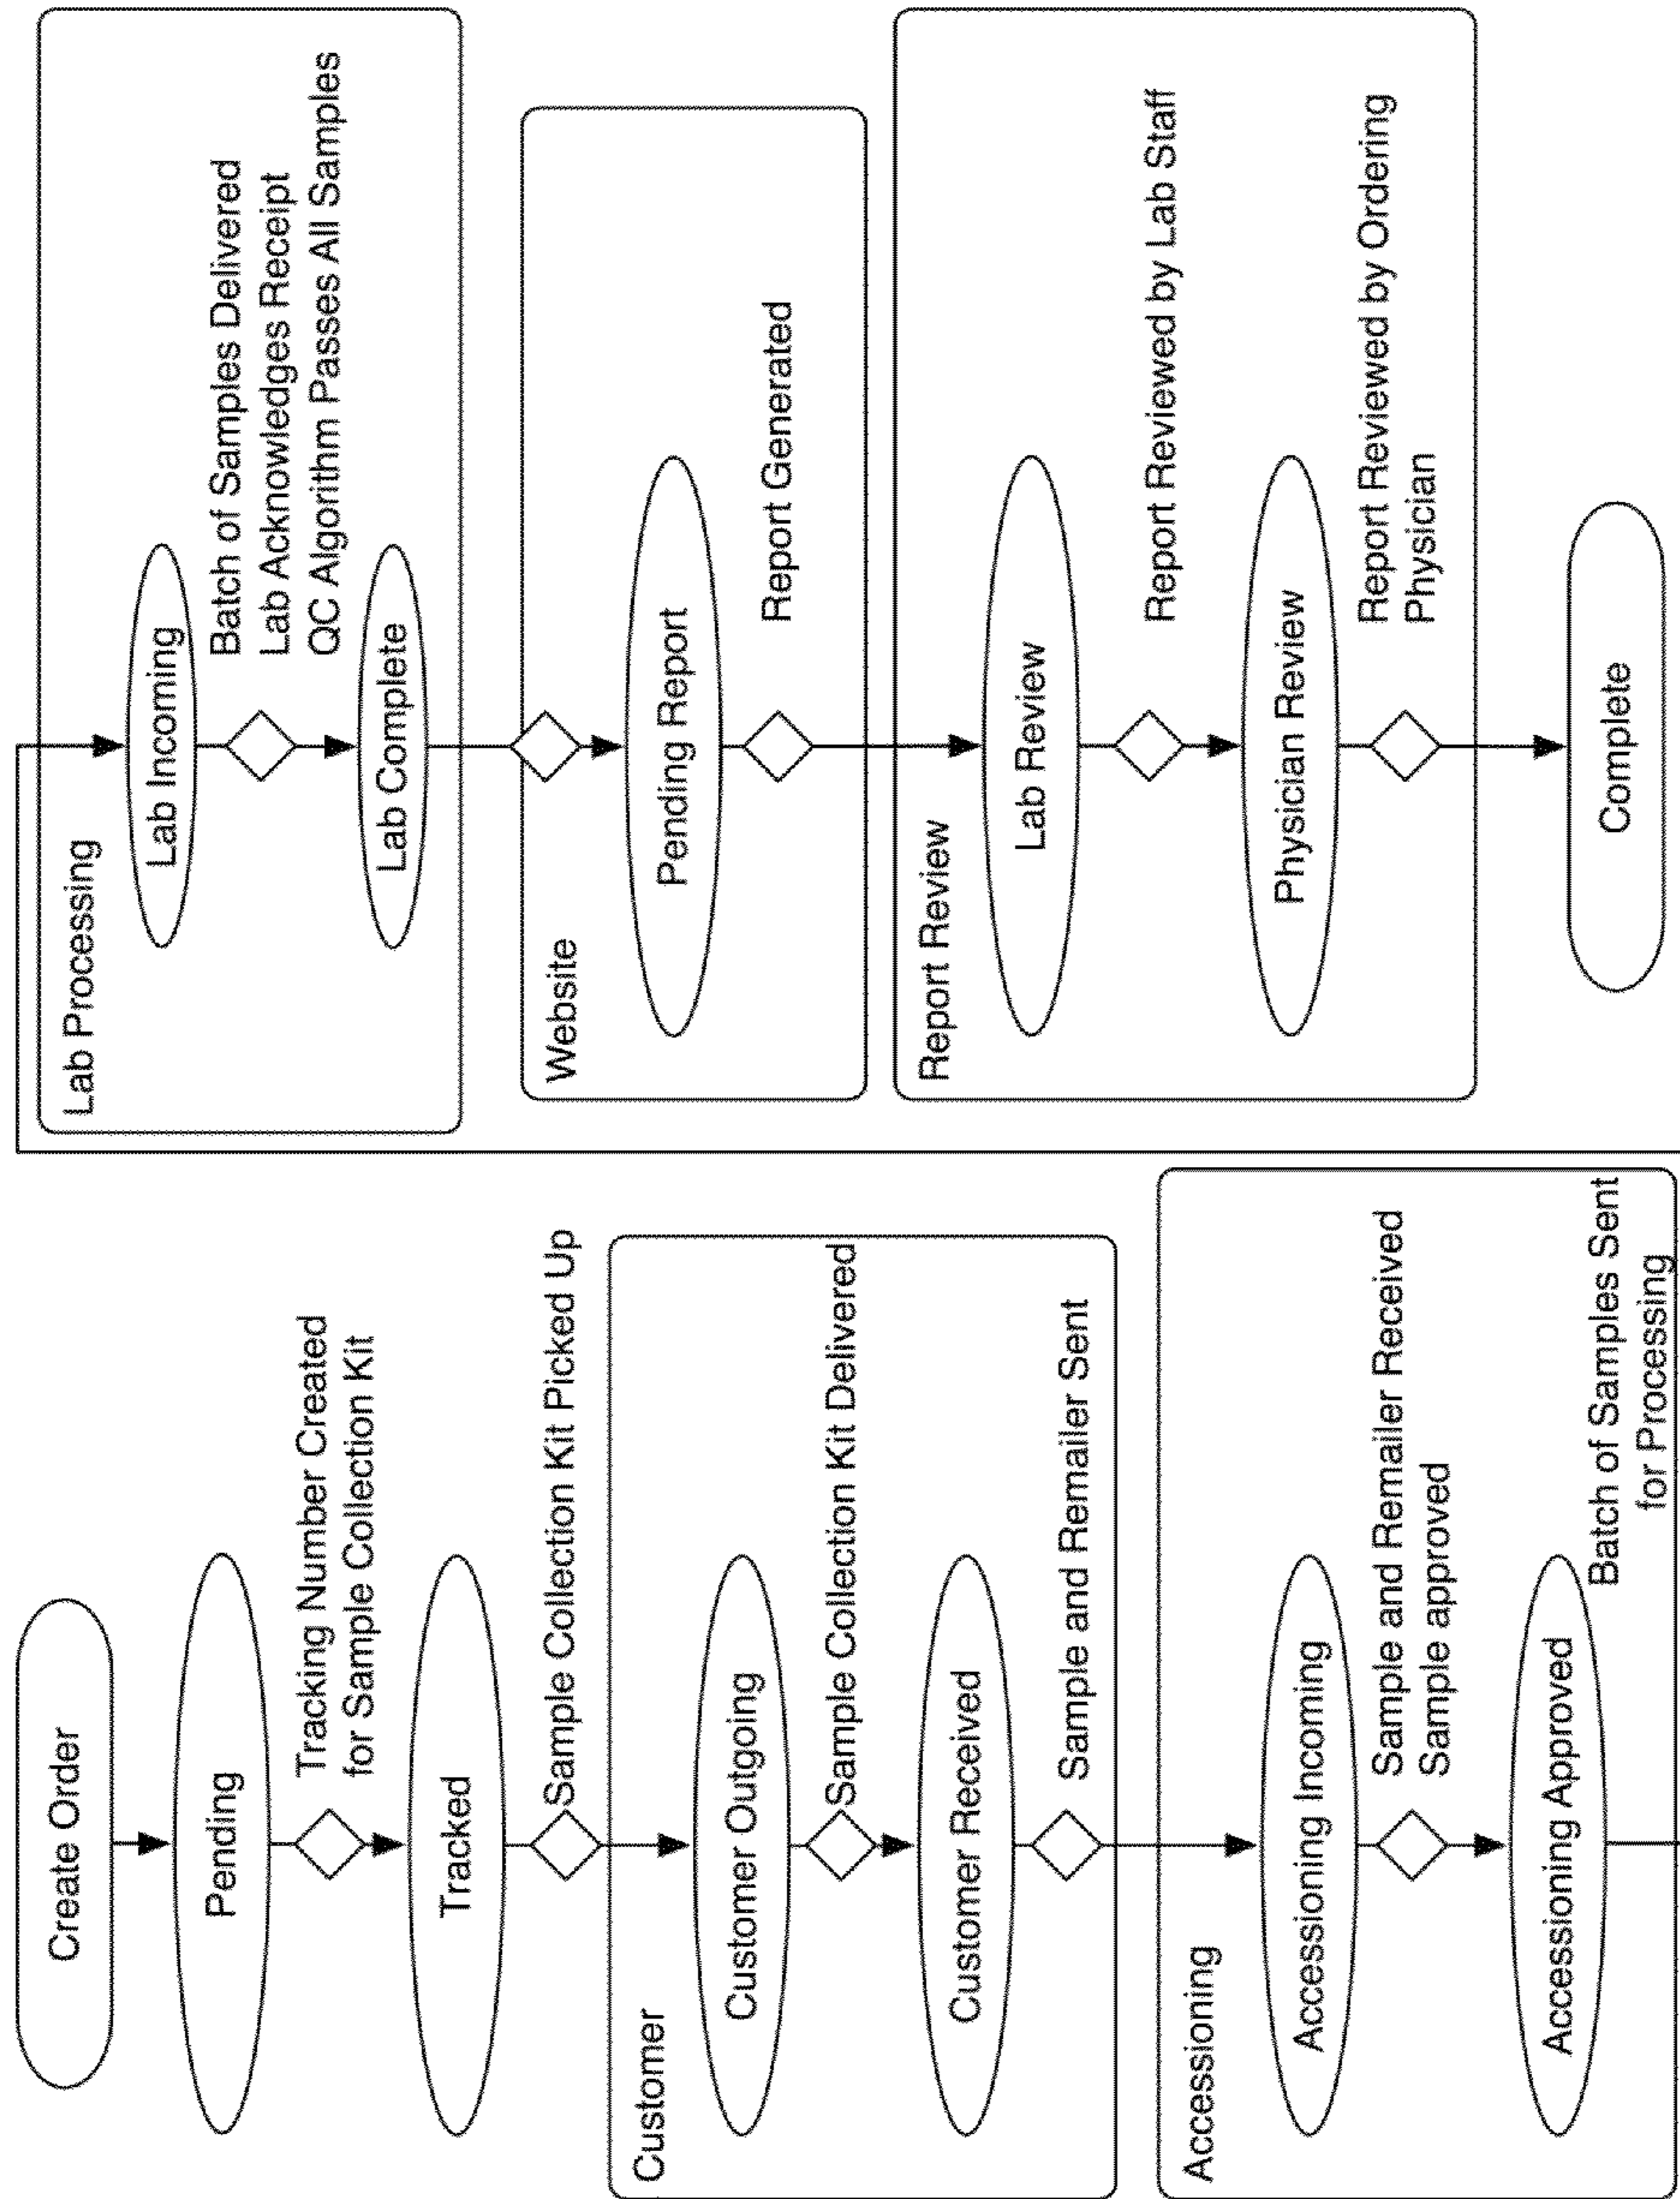 Create Order
Pending
Tracking Number Created
for Sample Collection Kit
Tracked
Sample Collection Kit Picked Up
Customer
Customer Outgoing
Sample Collection Kit Delivered
Customer Received
Sample and Remailer Sent
Accessioning
Accessioning Incoming
Sample and Remailer Received
Sample approved
Accessioning Approved
Batch of Samples Sent
for Processing
Lab Processing
Lab Incoming
Batch of Samples Delivered
Lab Acknowledges Receipt
QC Algorithm Passes All Samples
Lab Complete
Website
Pending Report
Report Generated
Report Review
Lab Review
Report Reviewed by Lab Staff
Physician Review
Report Reviewed by Ordering
Physician
Complete